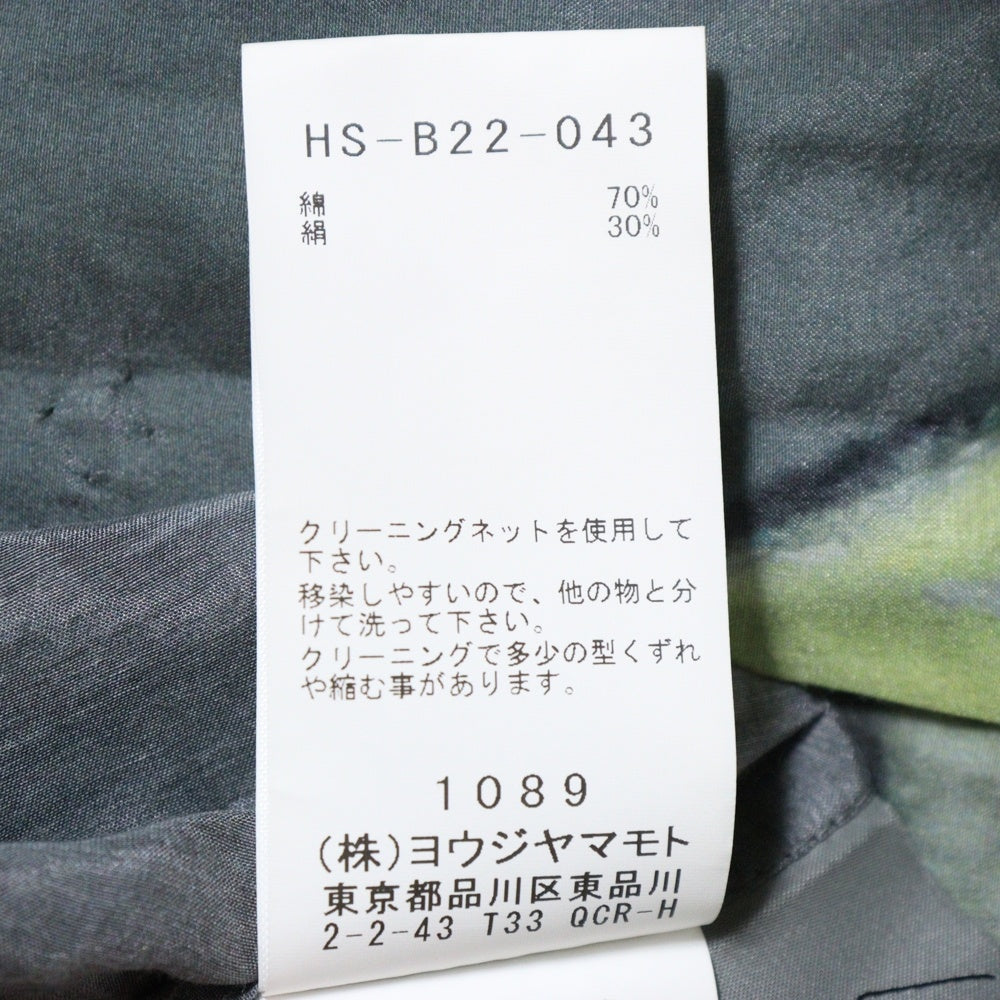 HS-B22-043
綿 70%
絹 30%
クリーニングネットを使用して
下さい。
移染しやすいので、他の物と分
けて洗って下さい。
クリーニングで多少の型くずれ
や縮む事があります。
1089
(株)ヨウジヤマモト
東京都品川区東品川
2-2-43 T33 QCR-H